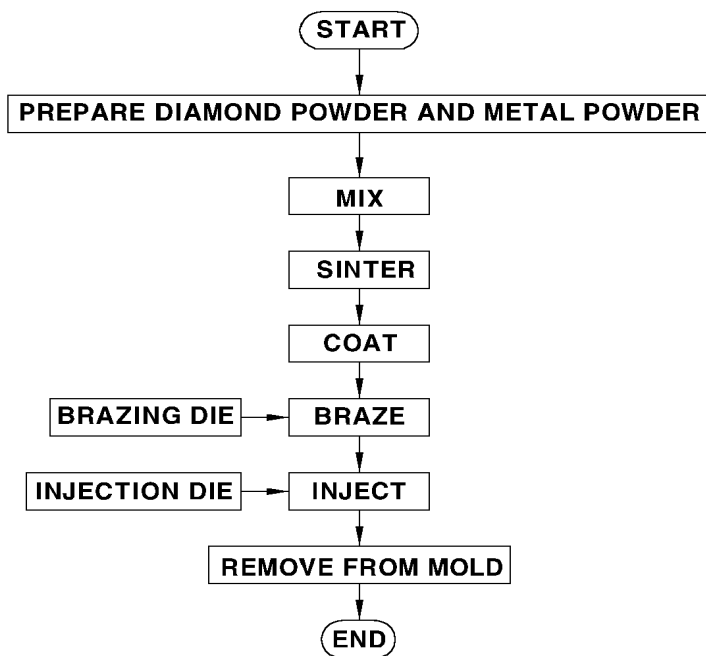 START
PREPARE DIAMOND POWDER AND METAL POWDER
MIX
SINTER
COAT
BRAZING DIE
BRAZE
INJECTION DIE
INJECT
REMOVE FROM MOLD
END